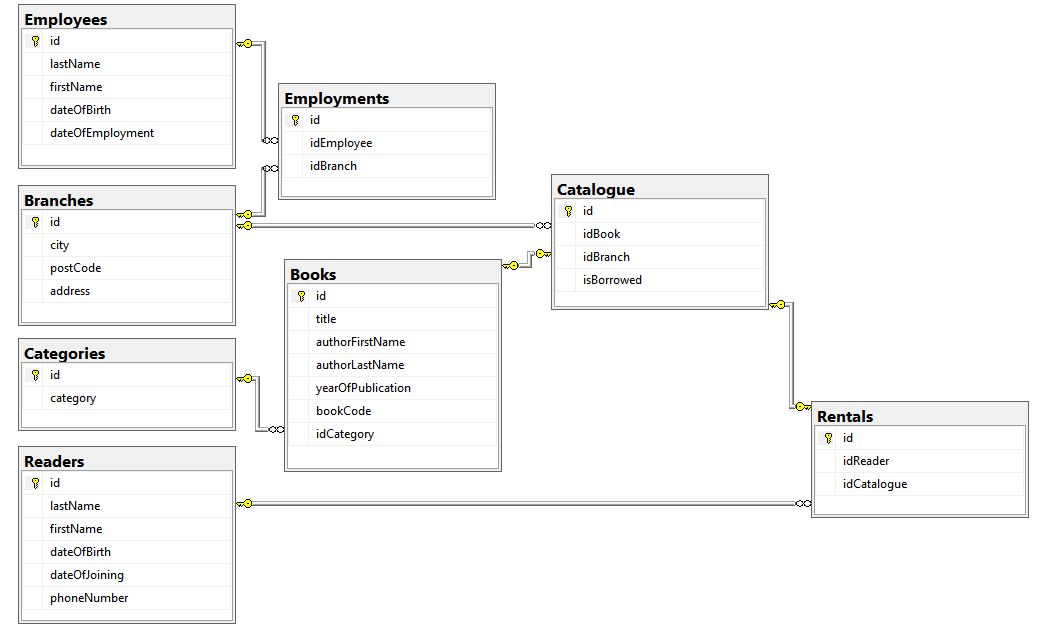 Employees
id
lastName
firstName
dateOfBirth
dateOfEmployment
Employments
id
idEmployee
idBranch
Branches
id
city
postCode
address
Catalogue
id
idBook
idBranch
isBorrowed
Books
id
title
authorFirstName
authorLastName
yearOfPublication
bookCode
idCategory
Categories
id
category
Rentals
id
idReader
idCatalogue
Readers
id
lastName
firstName
dateOfBirth
dateOfJoining
phoneNumber